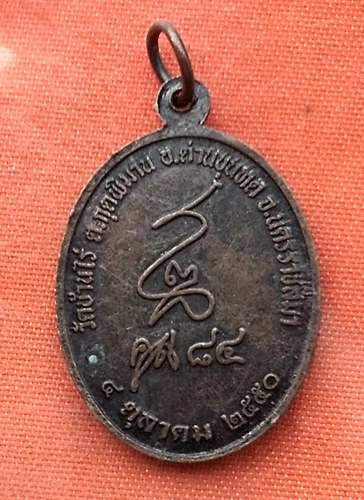 วัดบ้านไร่ ต.กุดพิมาน อ.ด่านขุนทด จ.นครราชสีมา
คูณ ๘๔
๔ ตุลาคม ๒๕๕๐